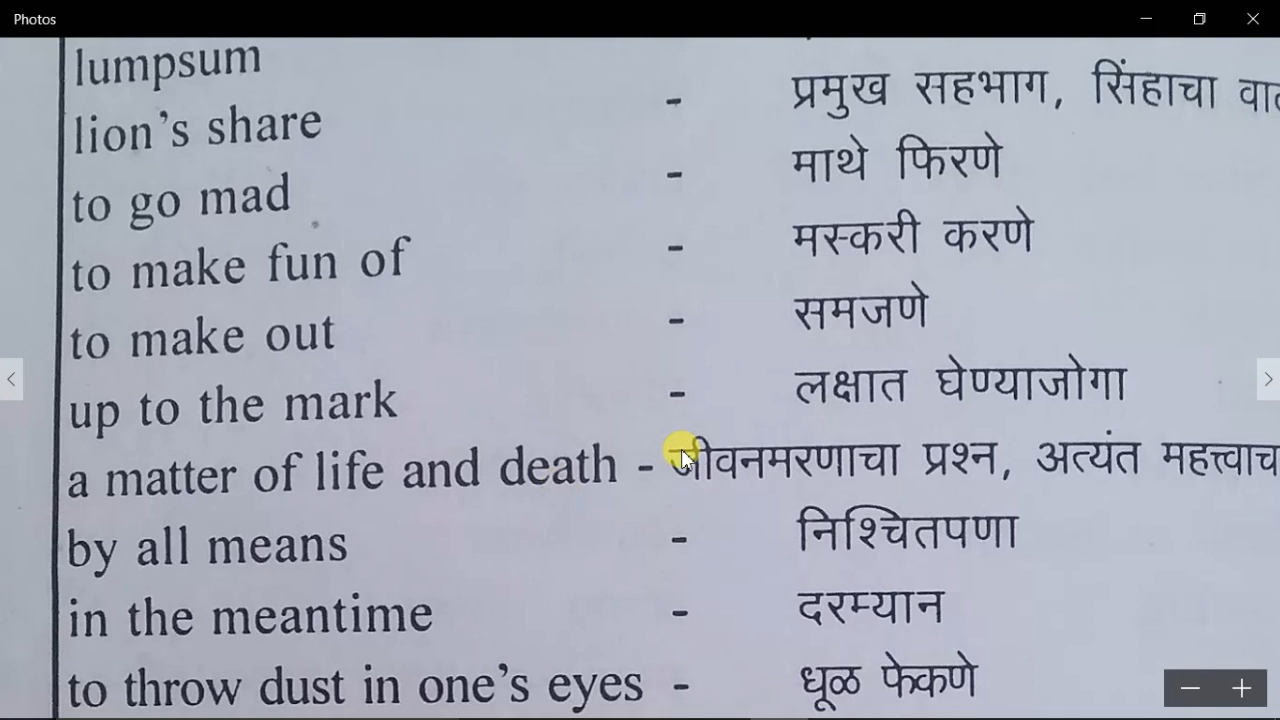 Photos
lumpsum
lion's share - प्रमुख सहभाग, सिंहाचा
to go mad - माथे फिरणे
to make fun of - मस्करी करणे
to make out - समजणे
up to the mark - लक्षात घेण्याजोगा
a matter of life and death - जीवनमरणाचा प्रश्न, अत्यंत
by all means - निश्चितपणा
in the meantime - दरम्यान
to throw dust in one's eyes - धूळ फेकणे